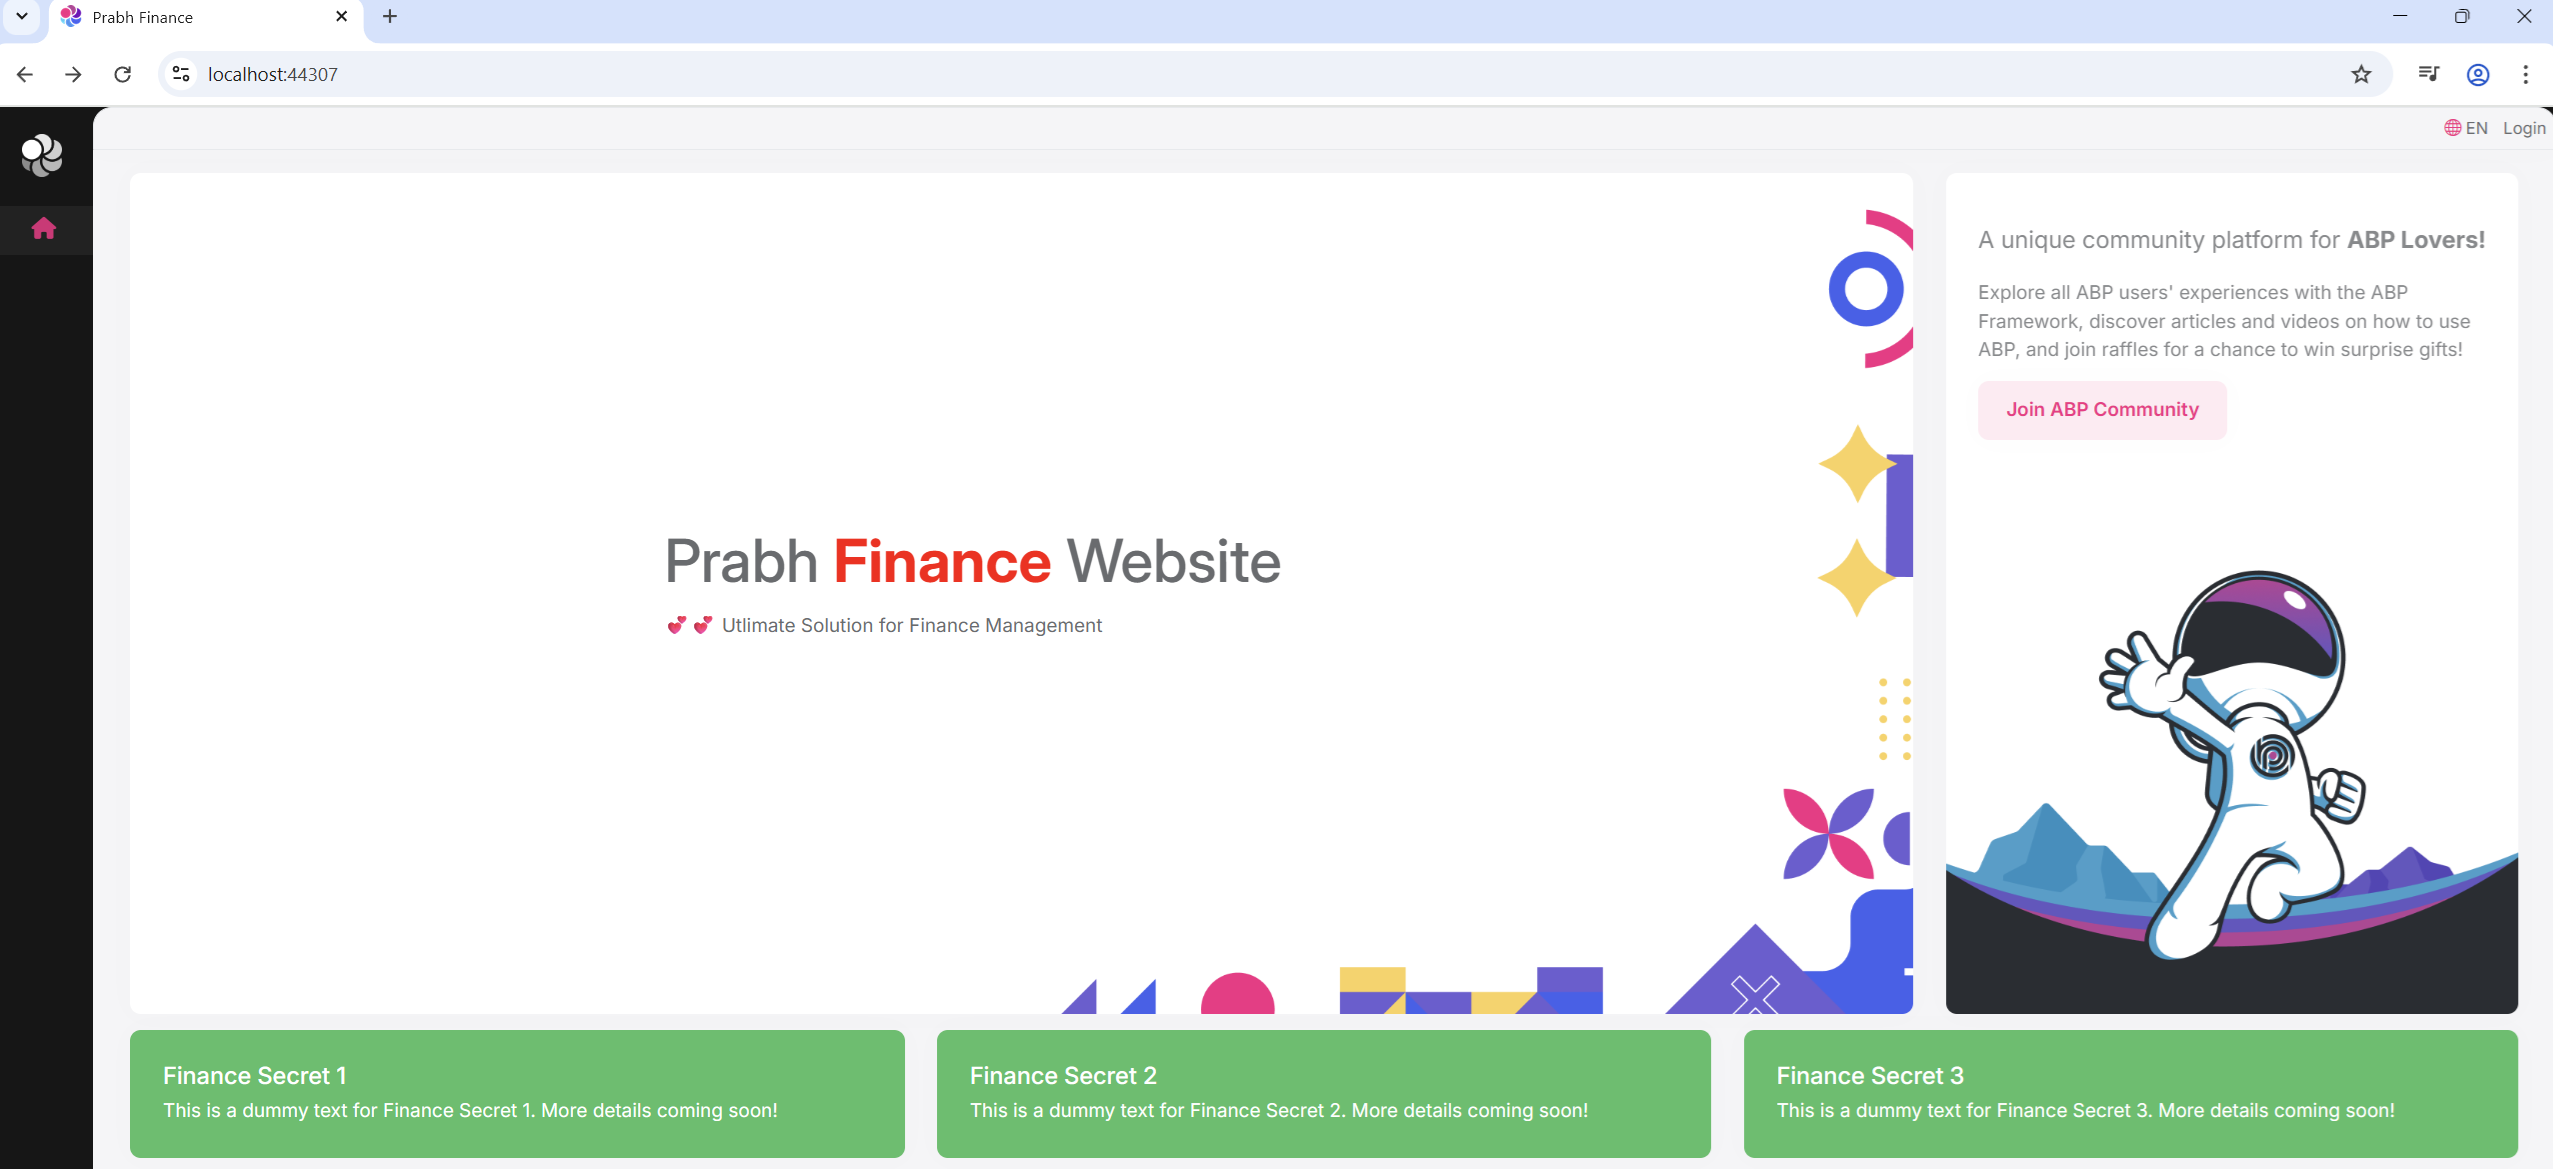 Prabh Finance
localhost:44307
EN Login
Prabh Finance Website
💕 💕 Utlimate Solution for Finance Management
A unique community platform for ABP Lovers!
Explore all ABP users' experiences with the ABP
Framework, discover articles and videos on how to use
ABP, and join raffles for a chance to win surprise gifts!
Join ABP Community
Finance Secret 1
This is a dummy text for Finance Secret 1. More details coming soon!
Finance Secret 2
This is a dummy text for Finance Secret 2. More details coming soon!
Finance Secret 3
This is a dummy text for Finance Secret 3. More details coming soon!